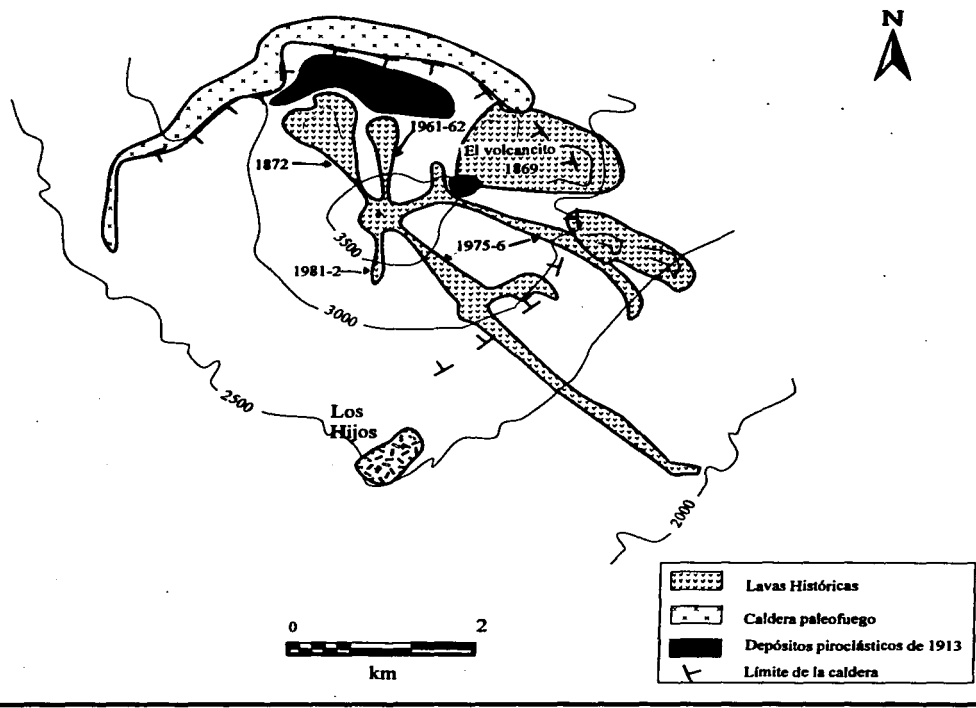 N
1961-62
El volcancito
1869
1872
3500
1975-6
1981-2
3000
2500
Los
Hijos
2000
0 2
km
Lavas Históricas
Caldera paleofuego
Depósitos piroclásticos de 1913
Límite de la caldera